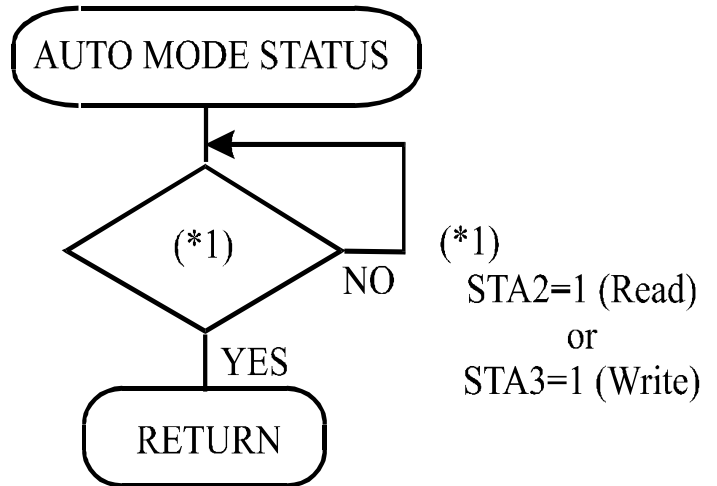 AUTO MODE STATUS
(*1)
NO
YES
RETURN
(*1)
STA2=1 (Read)
or
STA3=1 (Write)